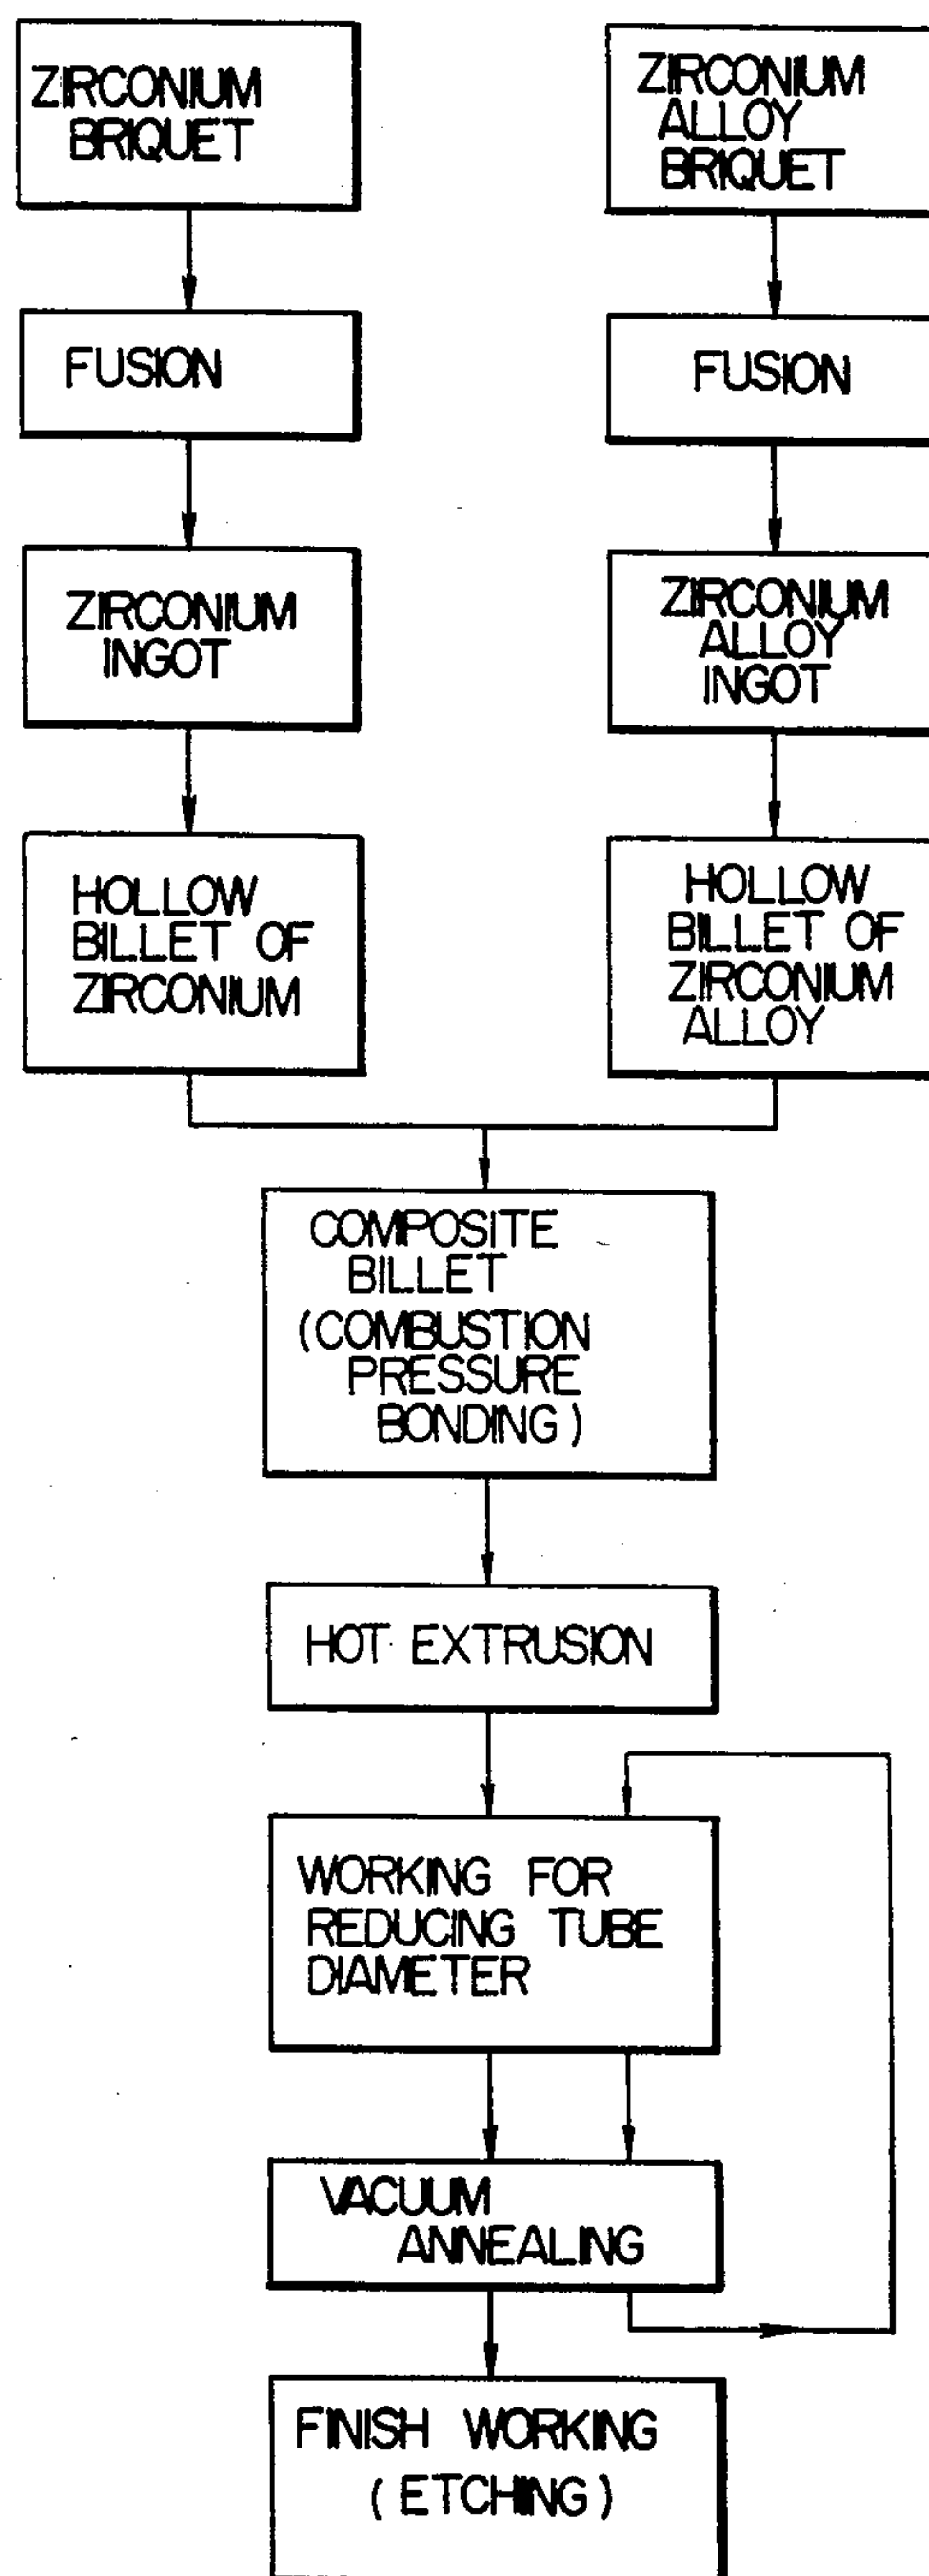 ZIRCONIUM
BRIQUET
ZIRCONIUM
ALLOY
BRIQUET
FUSION
FUSION
ZIRCONIUM
INGOT
ZIRCONIUM
ALLOY
INGOT
HOLLOW
BILLET OF
ZIRCONIUM
HOLLOW
BILLET OF
ZIRCONIUM
ALLOY
COMPOSITE
BILLET
(COMBUSTION
PRESSURE
BONDING)
HOT EXTRUSION
WORKING FOR
REDUCING TUBE
DIAMETER
VACUUM
ANNEALING
FINISH WORKING
(ETCHING)